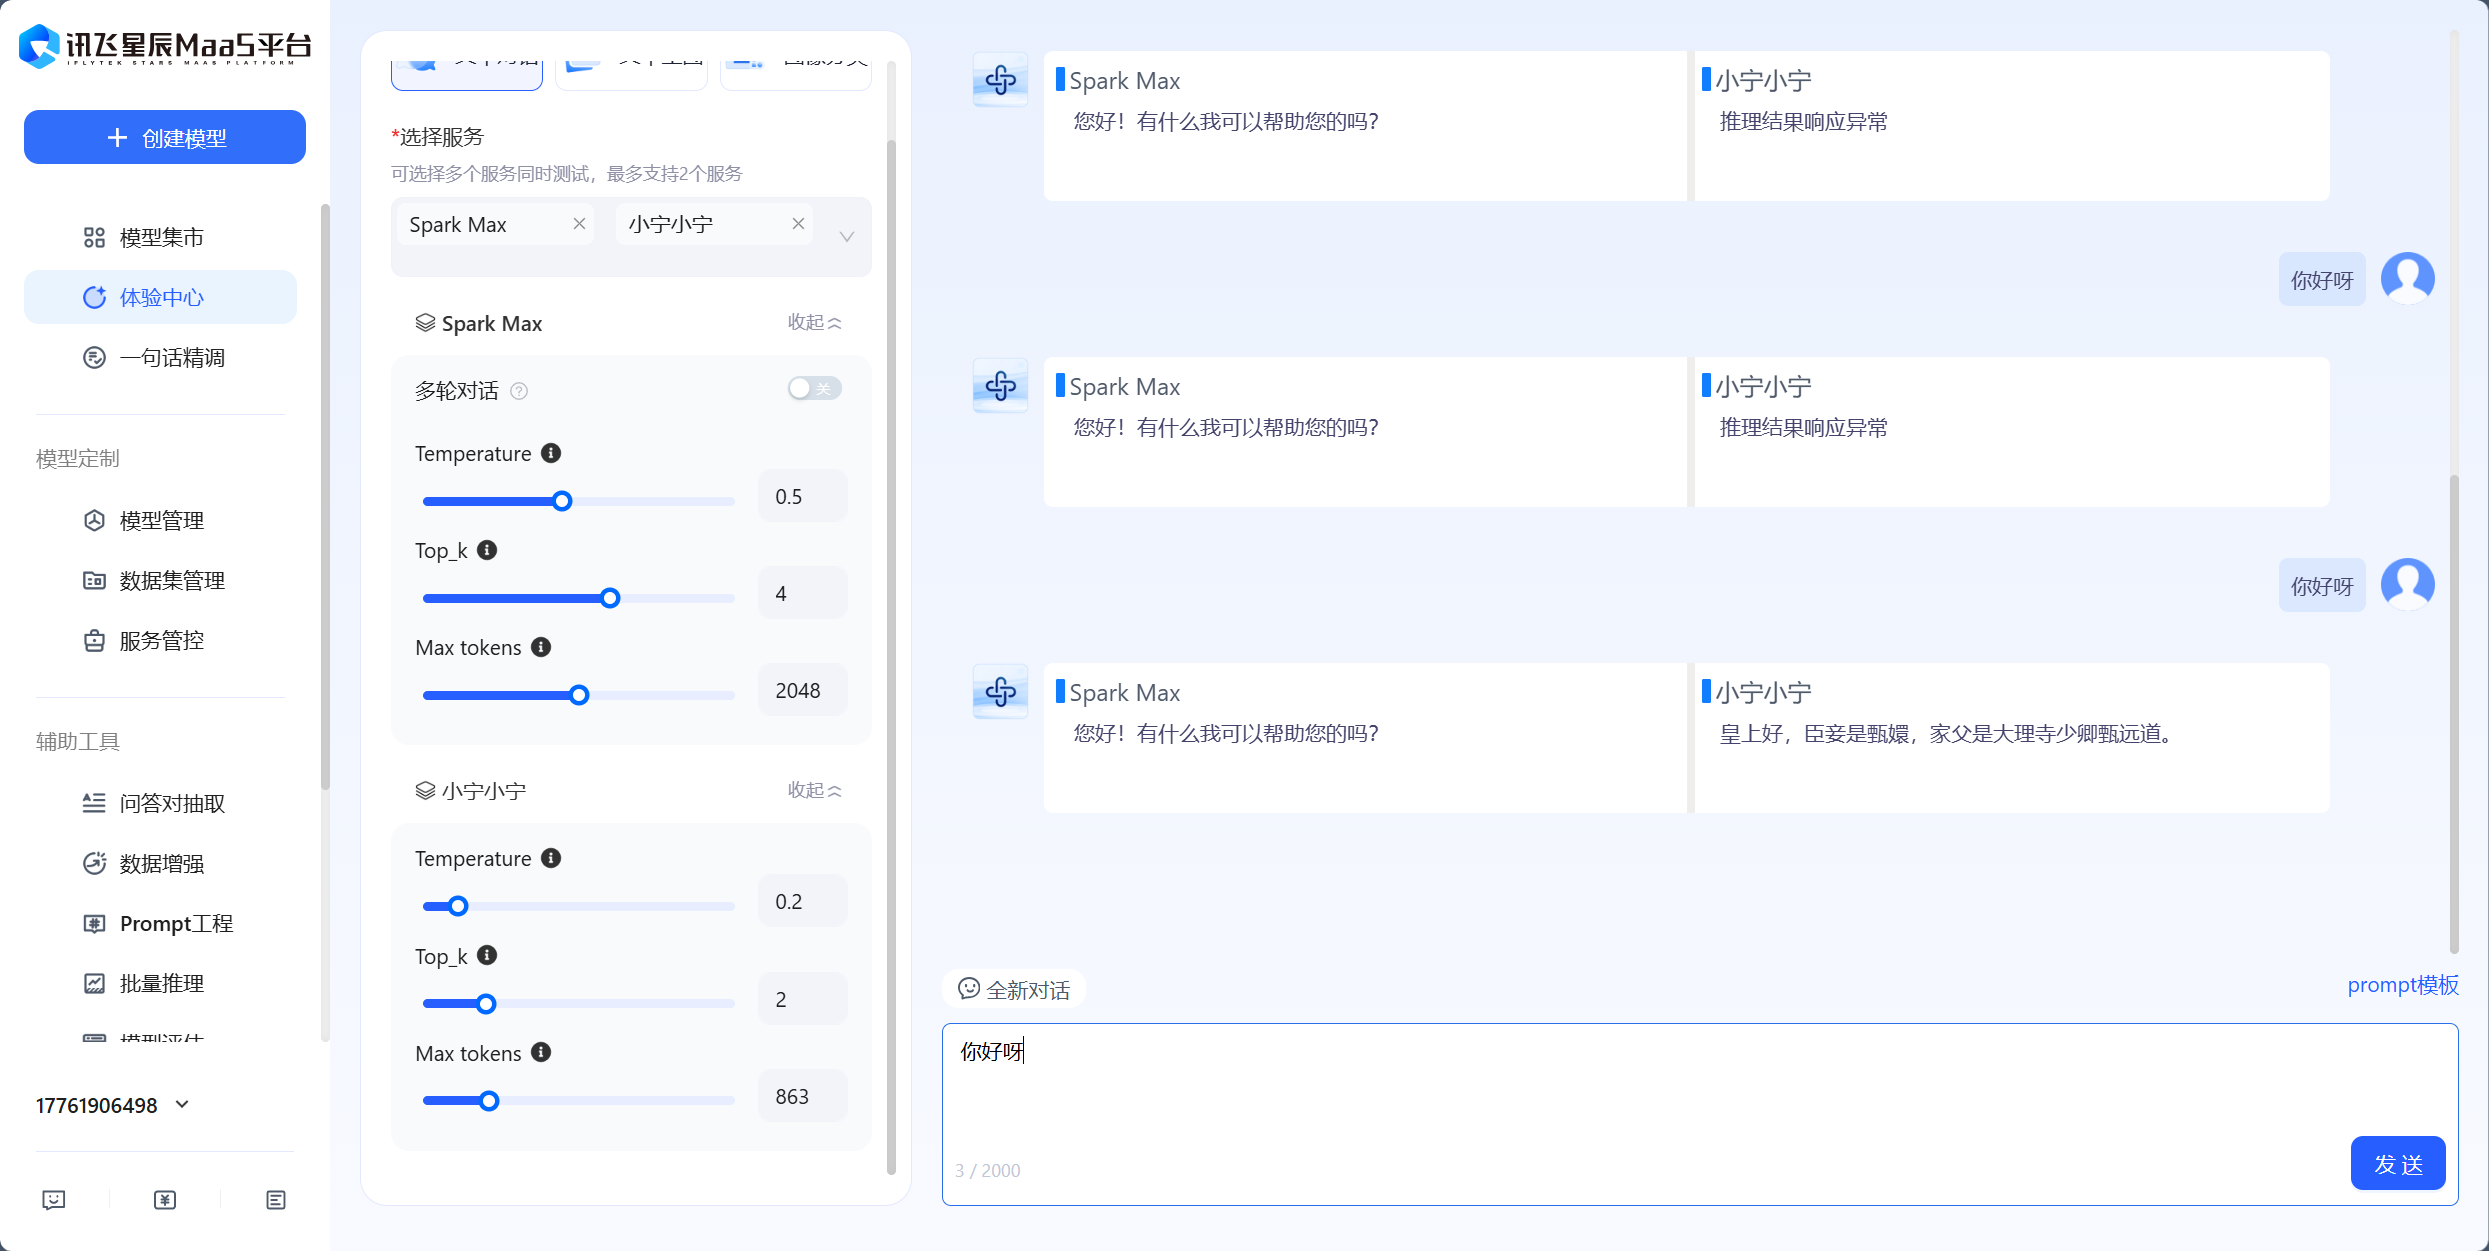 讯飞星辰MaaS平台
IFLYTEK STARS MAAS PLATFORM
创建模型
模型集市
体验中心
一句话精调
模型定制
模型管理
数据集管理
服务管控
辅助工具
问答对抽取
数据增强
Prompt工程
批量推理
模型评估
17761906498
*选择服务
可选择多个服务同时测试，最多支持2个服务
Spark Max
小宁小宁
Spark Max
收起
多轮对话
关
Temperature
0.5
Top_k
4
Max tokens
2048
小宁小宁
收起
Temperature
0.2
Top_k
2
Max tokens
863
Spark Max
您好！有什么我可以帮助您的吗？
小宁小宁
推理结果响应异常
你好呀
Spark Max
您好！有什么我可以帮助您的吗？
小宁小宁
推理结果响应异常
你好呀
Spark Max
您好！有什么我可以帮助您的吗？
小宁小宁
皇上好，臣妾是甄嬛，家父是大理寺少卿甄远道。
全新对话
prompt模板
你好呀
3 / 2000
发送